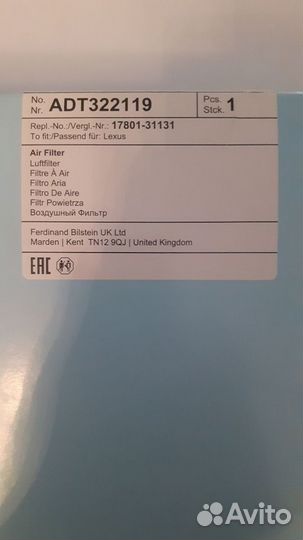 No. Nr. ADT322119 Pcs. Stck. 1
Repl.-No.:/Vergl.-Nr.: 17801-31131
To fit:/Passend für: Lexus
Air Filter
Luftfilter
Filtre À Air
Filtro Aria
Filtro De Aire
Filtr Powietrza
Воздушный Фильтр
Ferdinand Bilstein UK Ltd
Marden | Kent TN12 9QJ | United Kingdom
EAC
Avito